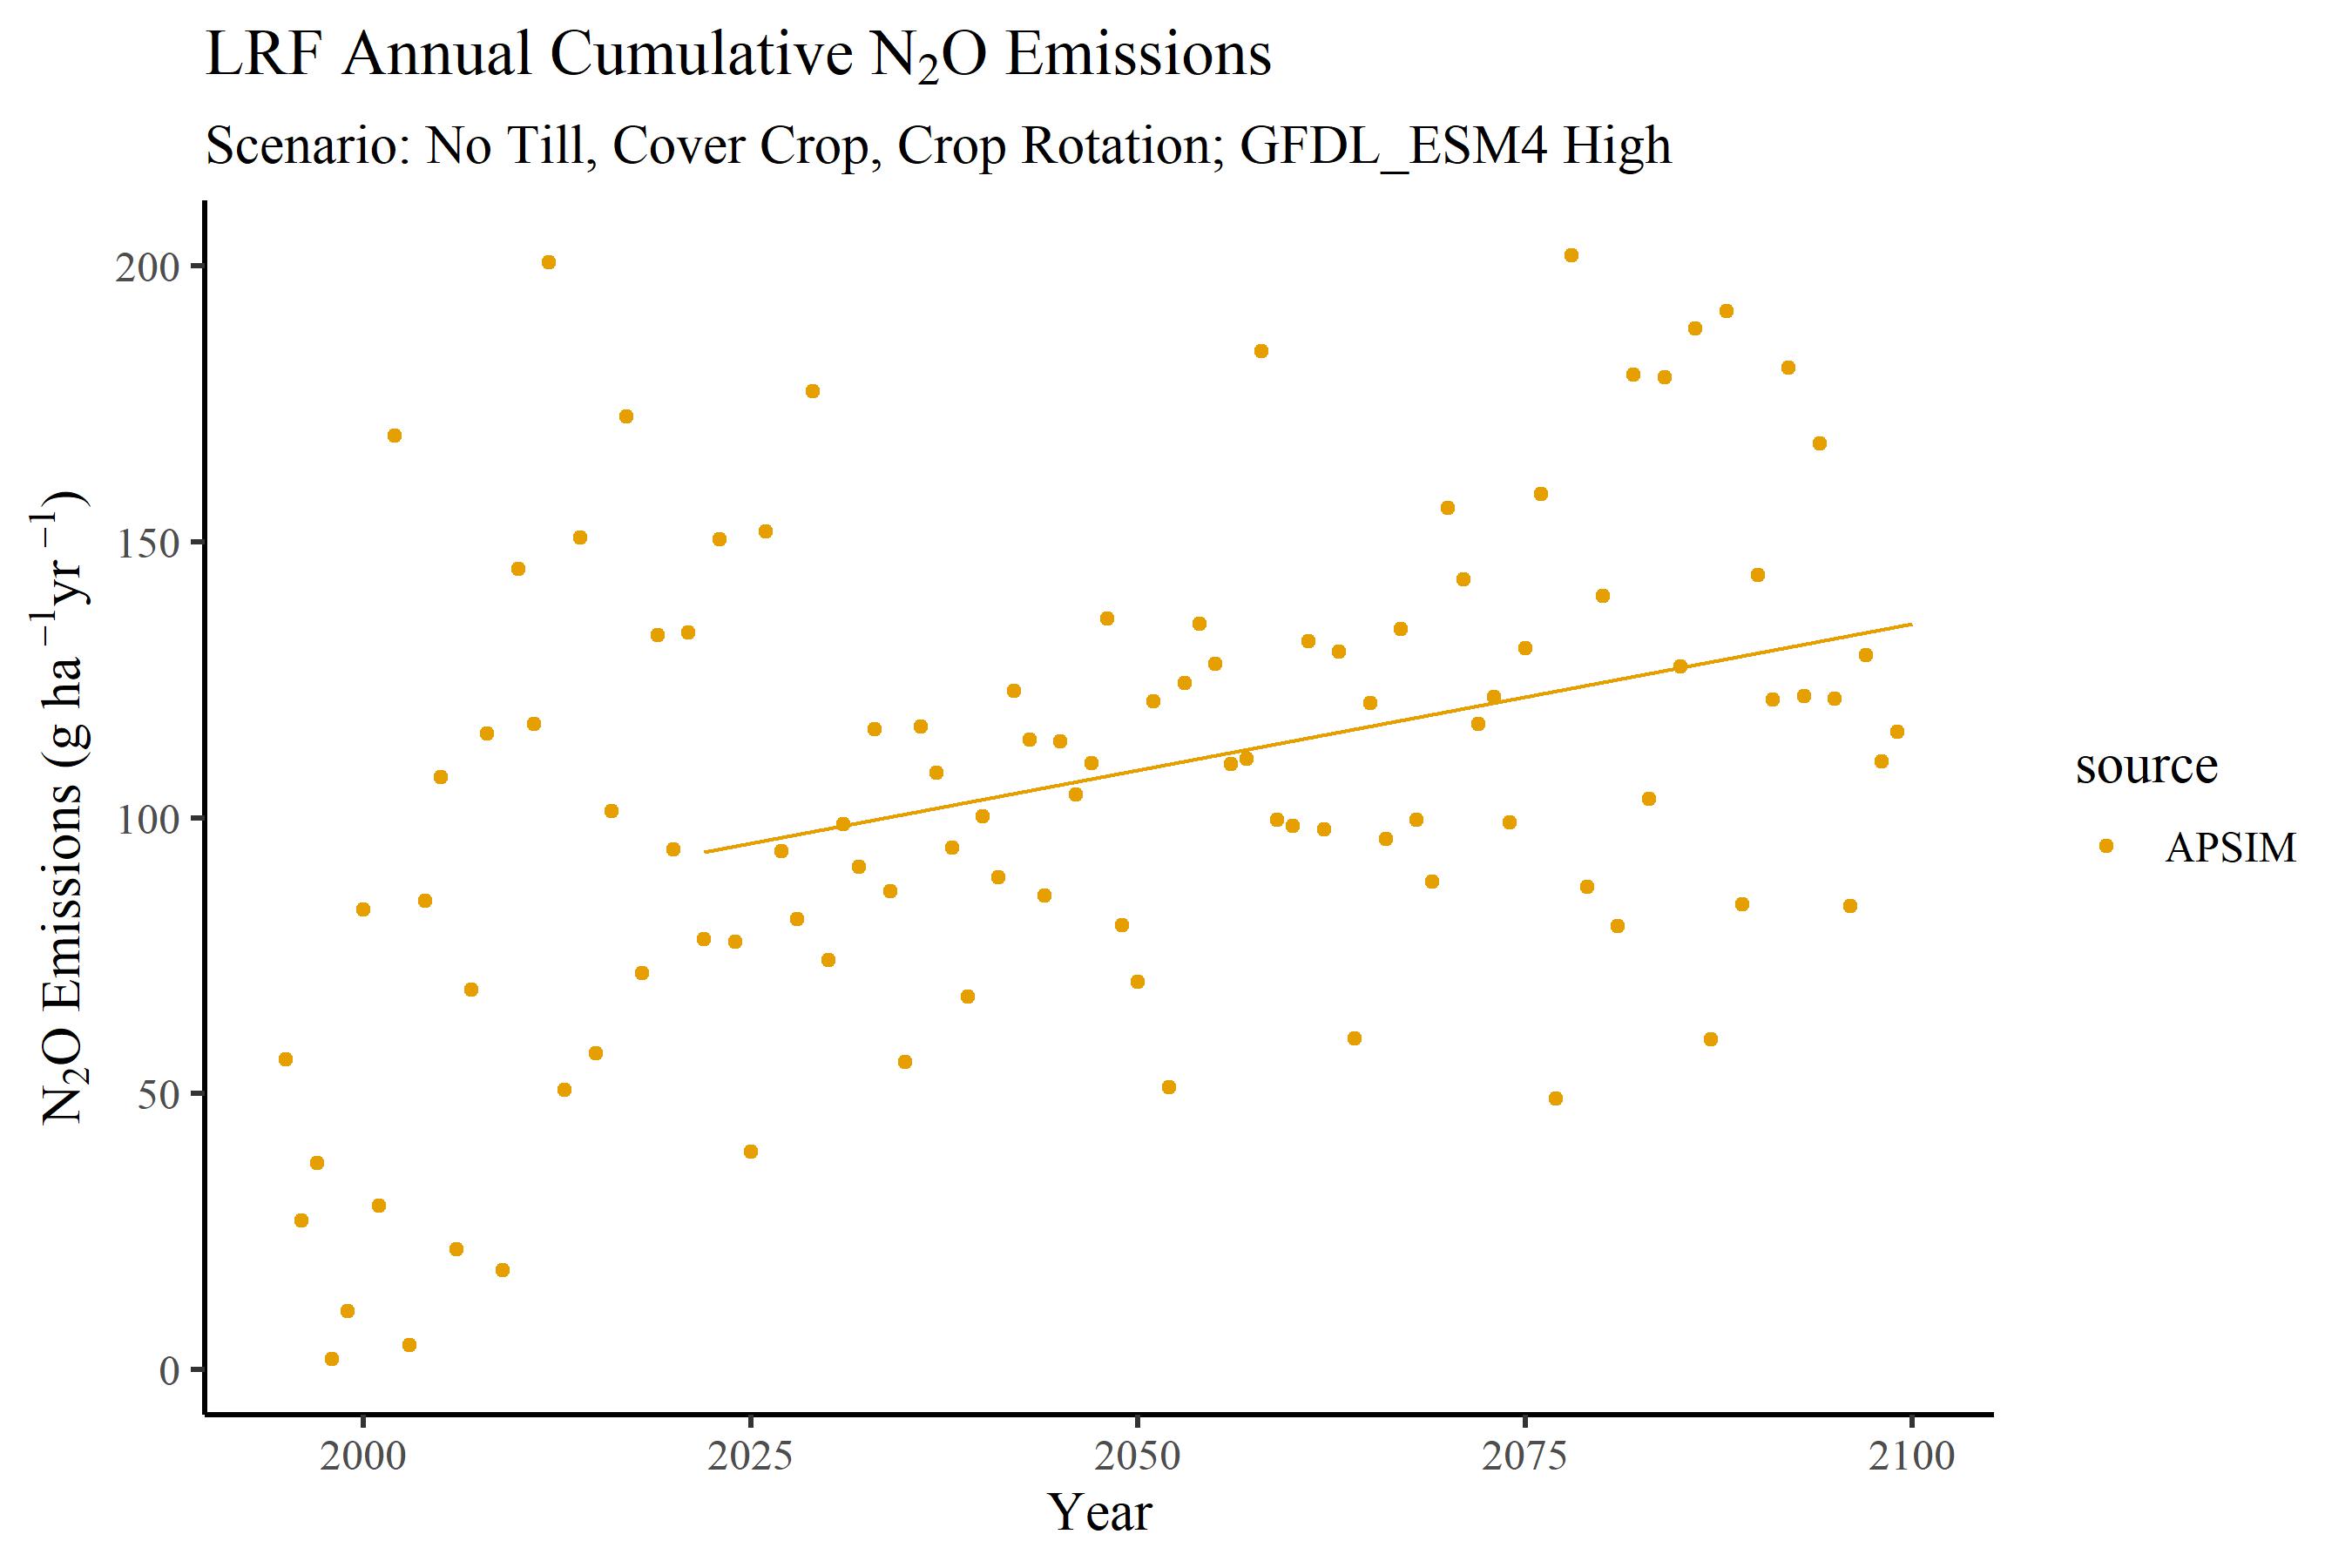 LRF Annual Cumulative N₂O Emissions
Scenario: No Till, Cover Crop, Crop Rotation; GFDL_ESM4 High
N₂O Emissions (g ha⁻¹yr⁻¹)
200
150
100
50
0
2000 2025 2050 2075 2100
Year
source
APSIM